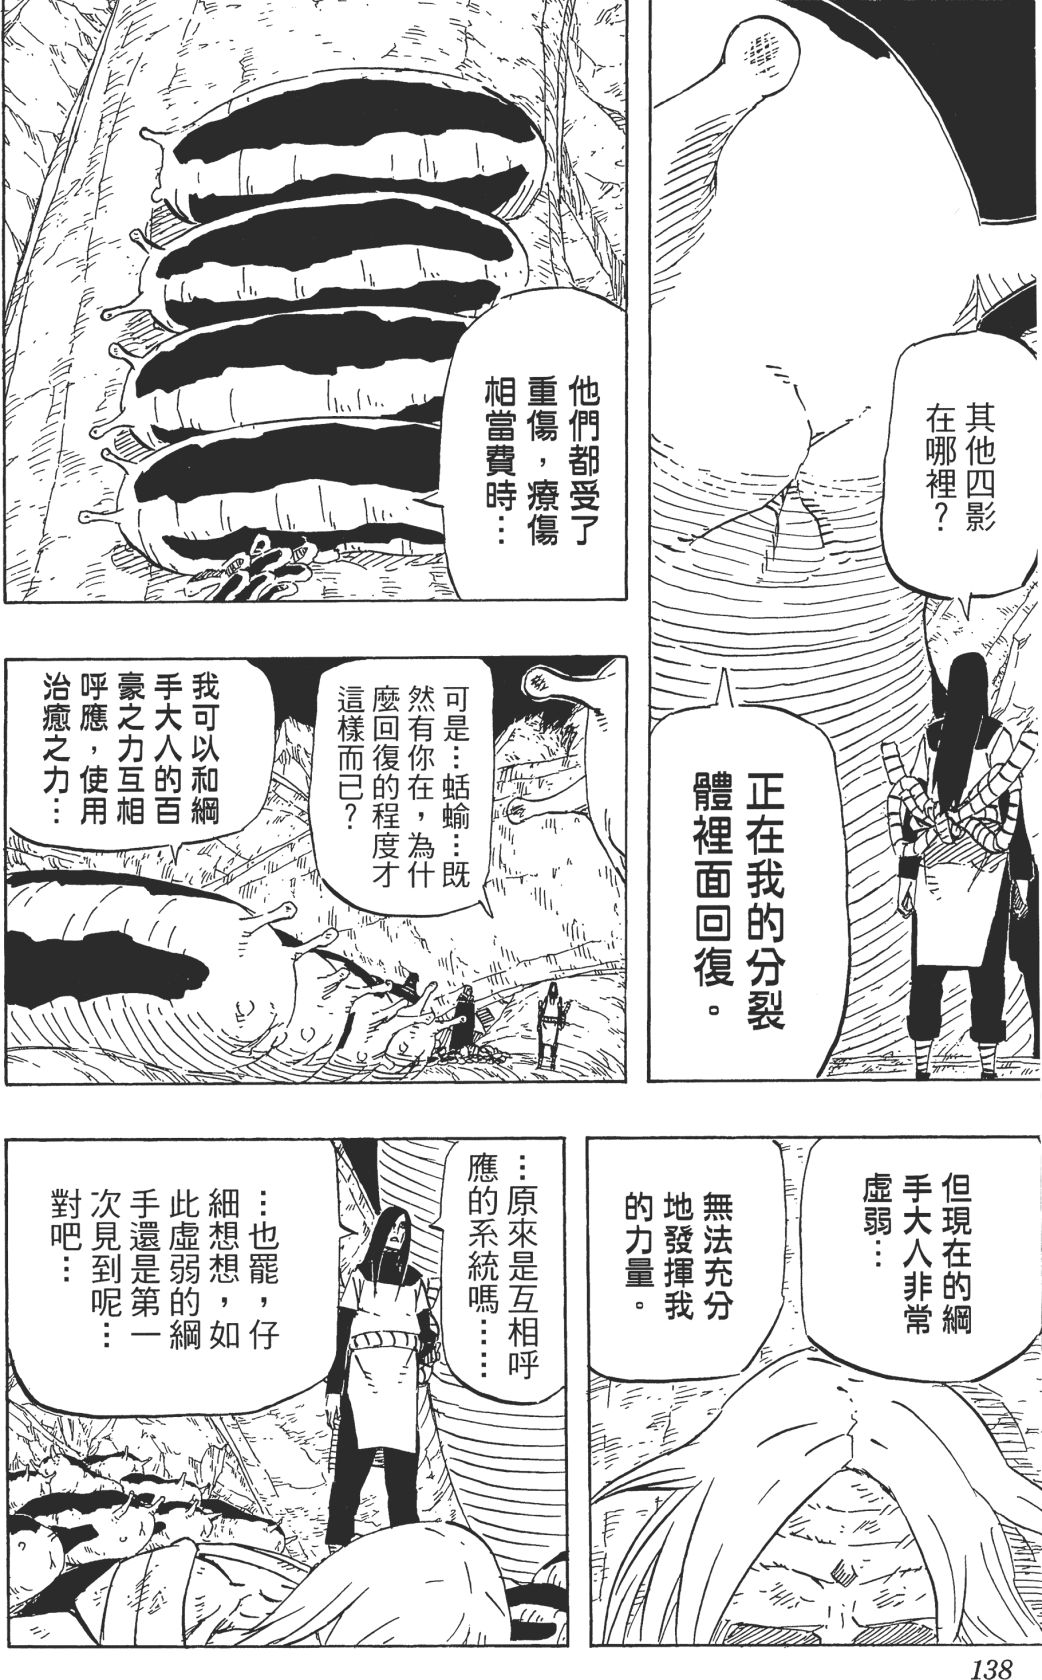 其他四影
在哪裡？
正在我的分裂
體裡面回復。
他們都受了
重傷，療傷
相當費時…
可是…蛞蝓…既
然有你在，為什
麼回復的程度才
這樣而已？
我可以和綱
手大人的百
豪之力互相
呼應，使用
治癒之力…
但現在的綱
手大人非常
虛弱…
無法充分
地發揮我
的力量。
…原來是互相呼
應的系統嗎……
…也罷，仔
細想想，如
此虛弱的綱
手還是第一
次見到呢…
對吧…
138